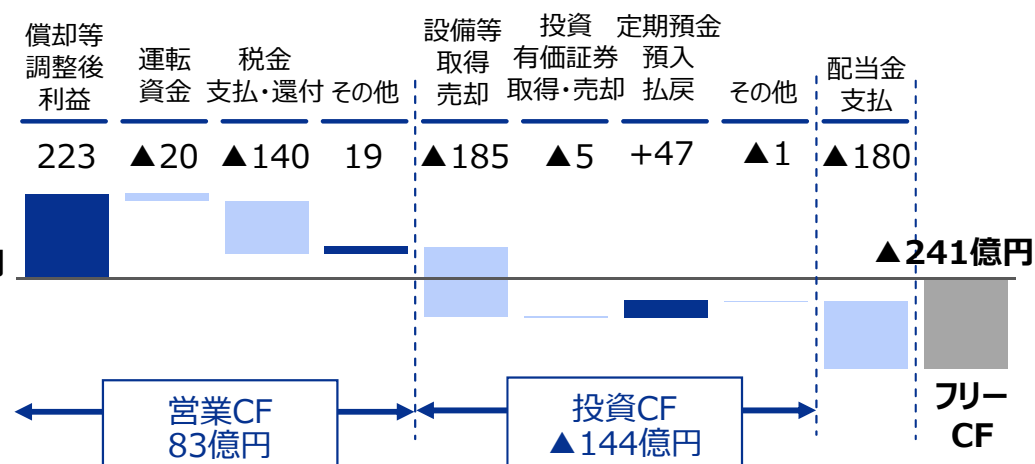 償却等
調整後
利益
運転
資金
税金
支払・還付
その他
設備等
取得
売却
投資
有価証券
取得・売却
定期預金
預入
払戻
その他
配当金
支払
223
▲20
▲140
19
▲185
▲5
+47
▲1
▲180
▲241億円
営業CF
83億円
投資CF
▲144億円
フリー
CF